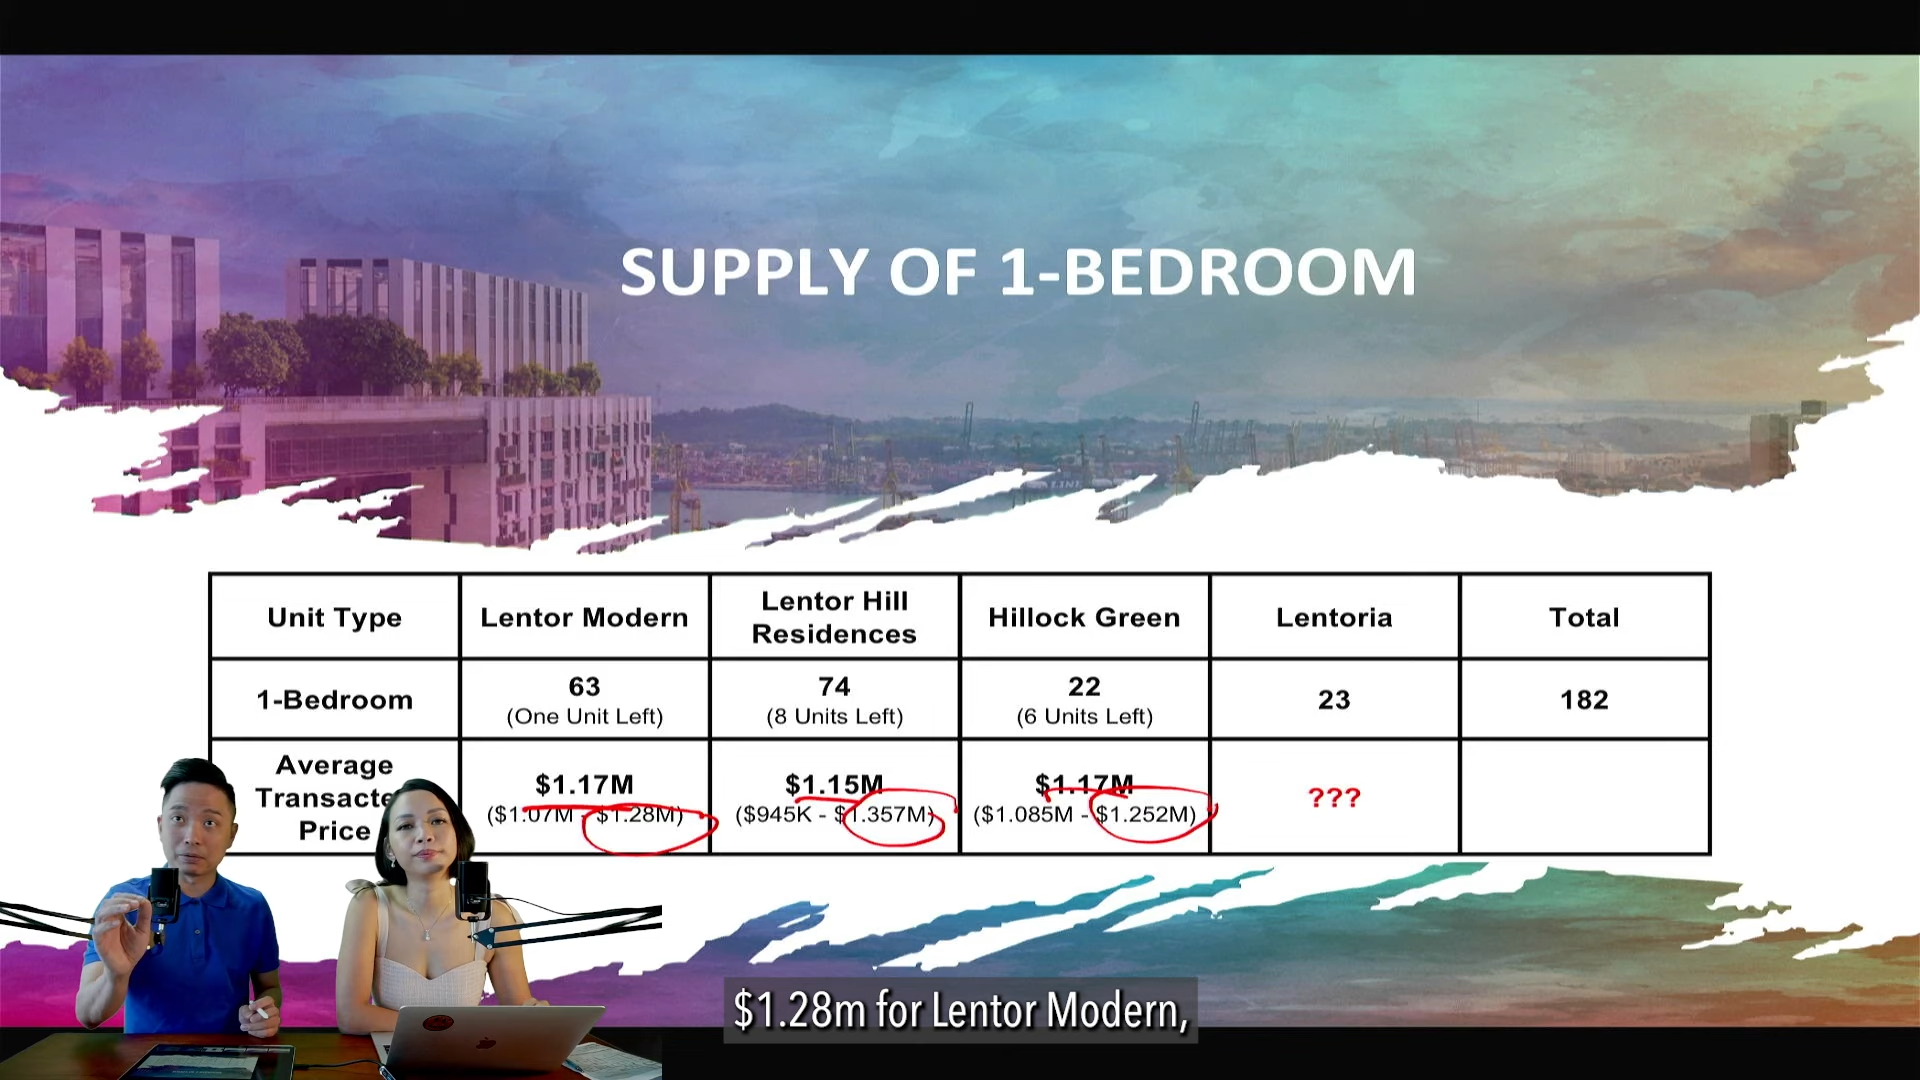 SUPPLY OF 1-BEDROOM
Unit Type
Lentor Modern
Lentor Hill
Residences
Hillock Green
Lentoria
Total
1-Bedroom
63
(One Unit Left)
74
(8 Units Left)
22
(6 Units Left)
23
182
Average
Price
$1.17M
($1.07M - $1.28M)
$1.15M
($945K - $1.357M)
$1.17M
($1.085M - $1.252M)
???
$1.28m for Lentor Modern,